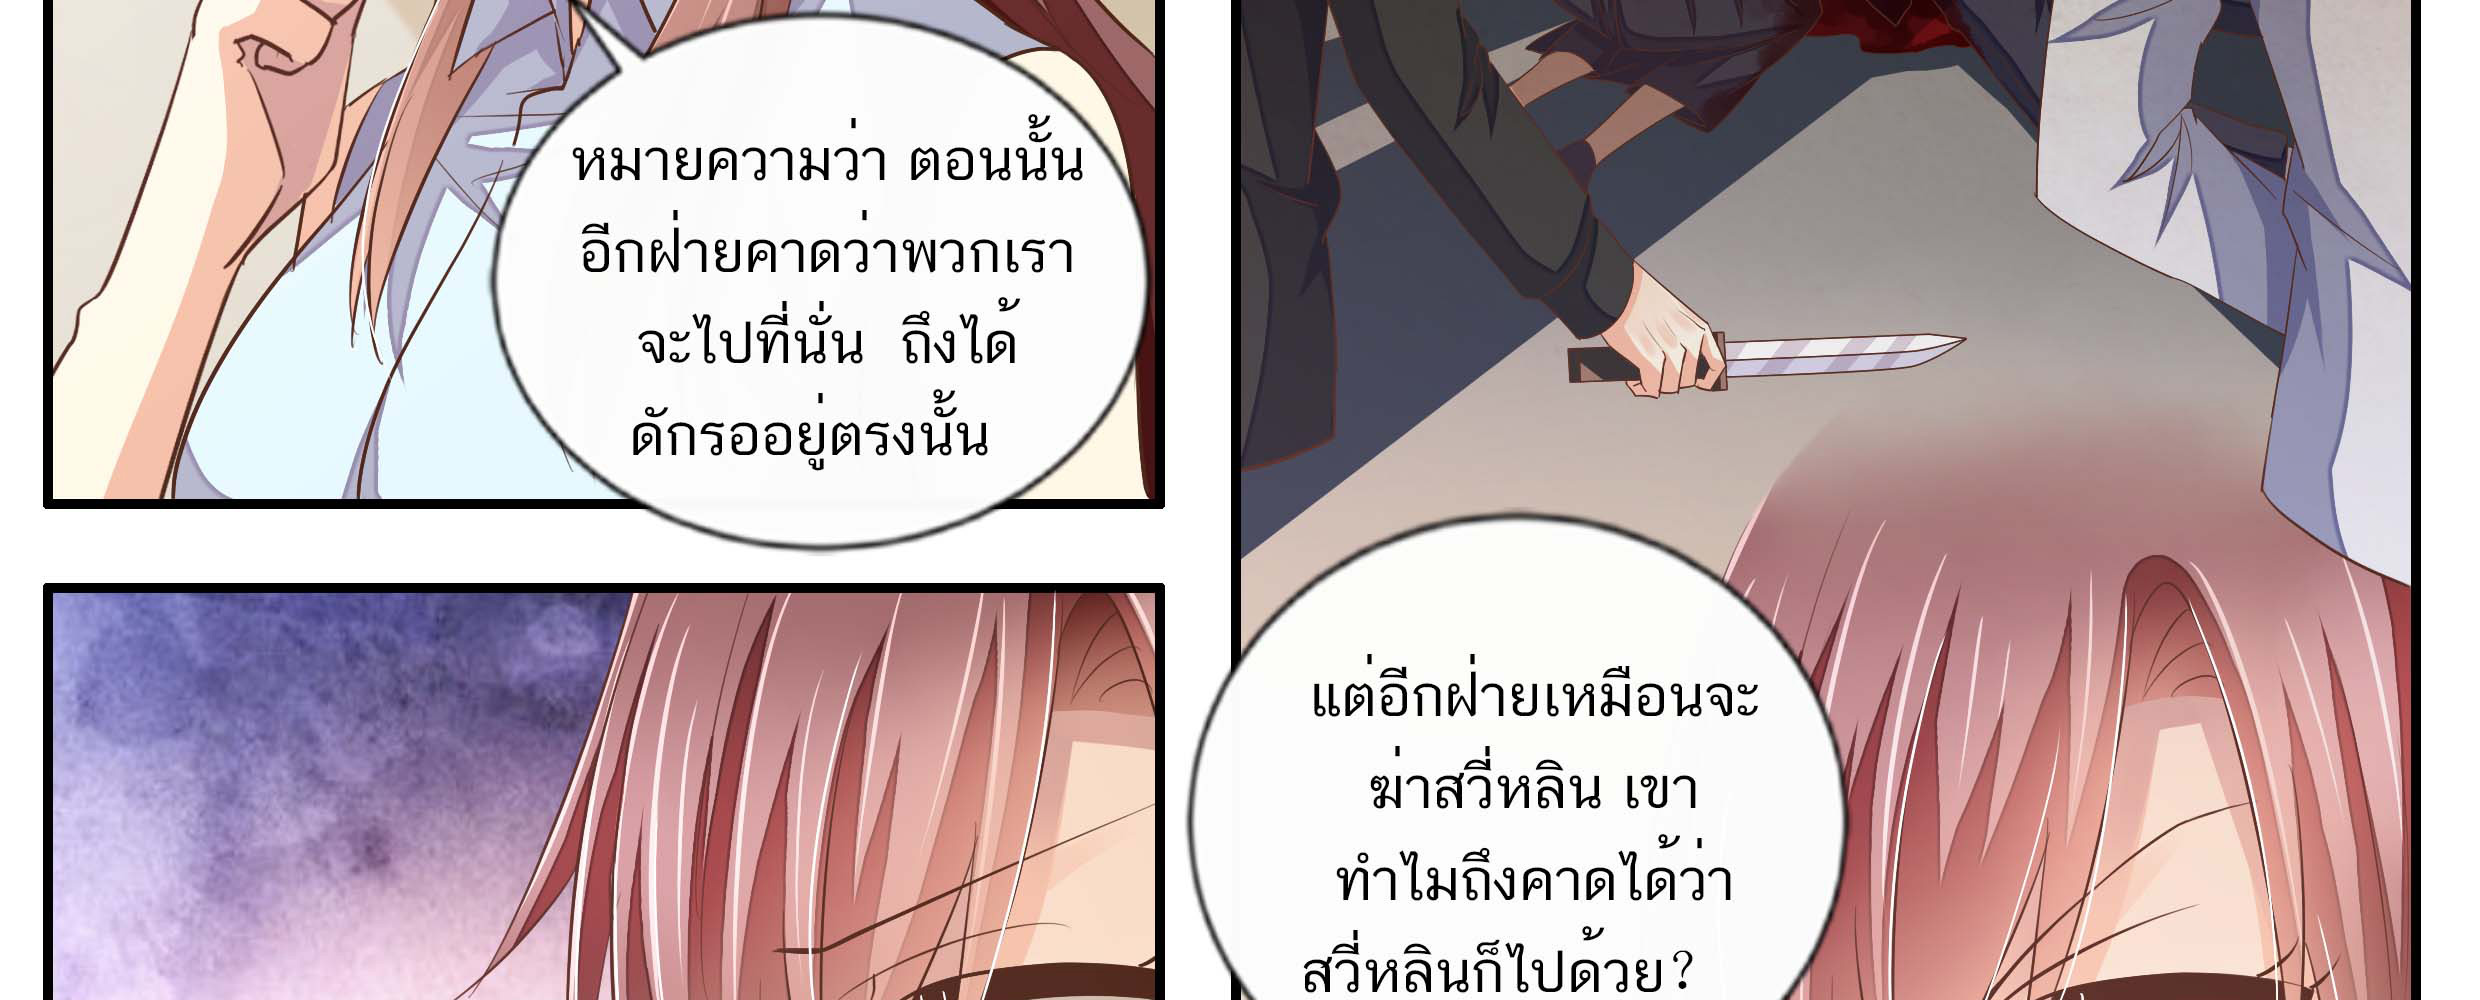 หมายความว่า ตอนนั้น
อีกฝ่ายคาดว่าพวกเรา
จะไปที่นั่น ถึงได้
ดักรออยู่ตรงนั้น
แต่อีกฝ่ายเหมือนจะ
ฆ่าสวี่หลิน เขา
ทำไมถึงคาดได้ว่า
สวี่หลินก็ไปด้วย?